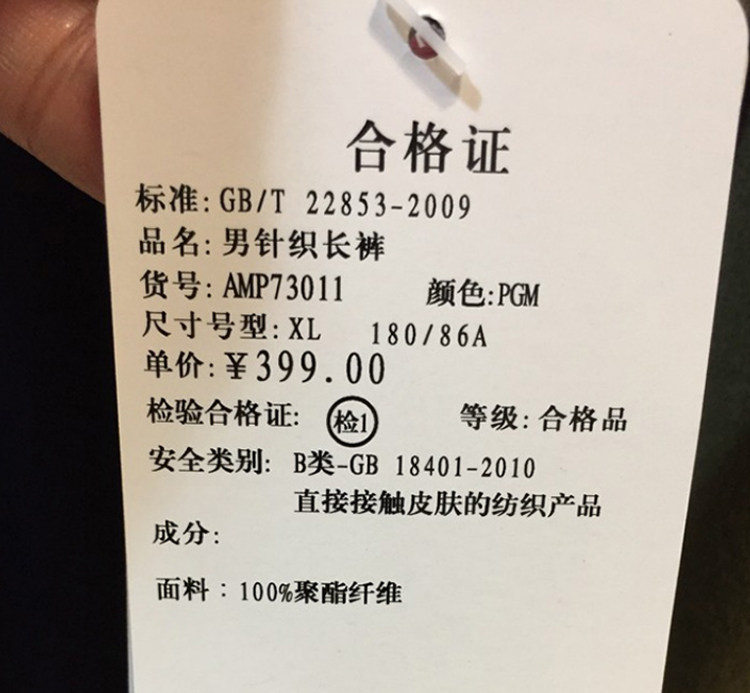 合格证
标准:GB/T 22853-2009
品名:男针织长裤
货号:AMP73011 颜色:PGM
尺寸号型:XL 180/86A
单价:¥399.00
检验合格证: 检1 等级:合格品
安全类别: B类-GB 18401-2010
直接接触皮肤的纺织产品
成分:
面料:100%聚酯纤维